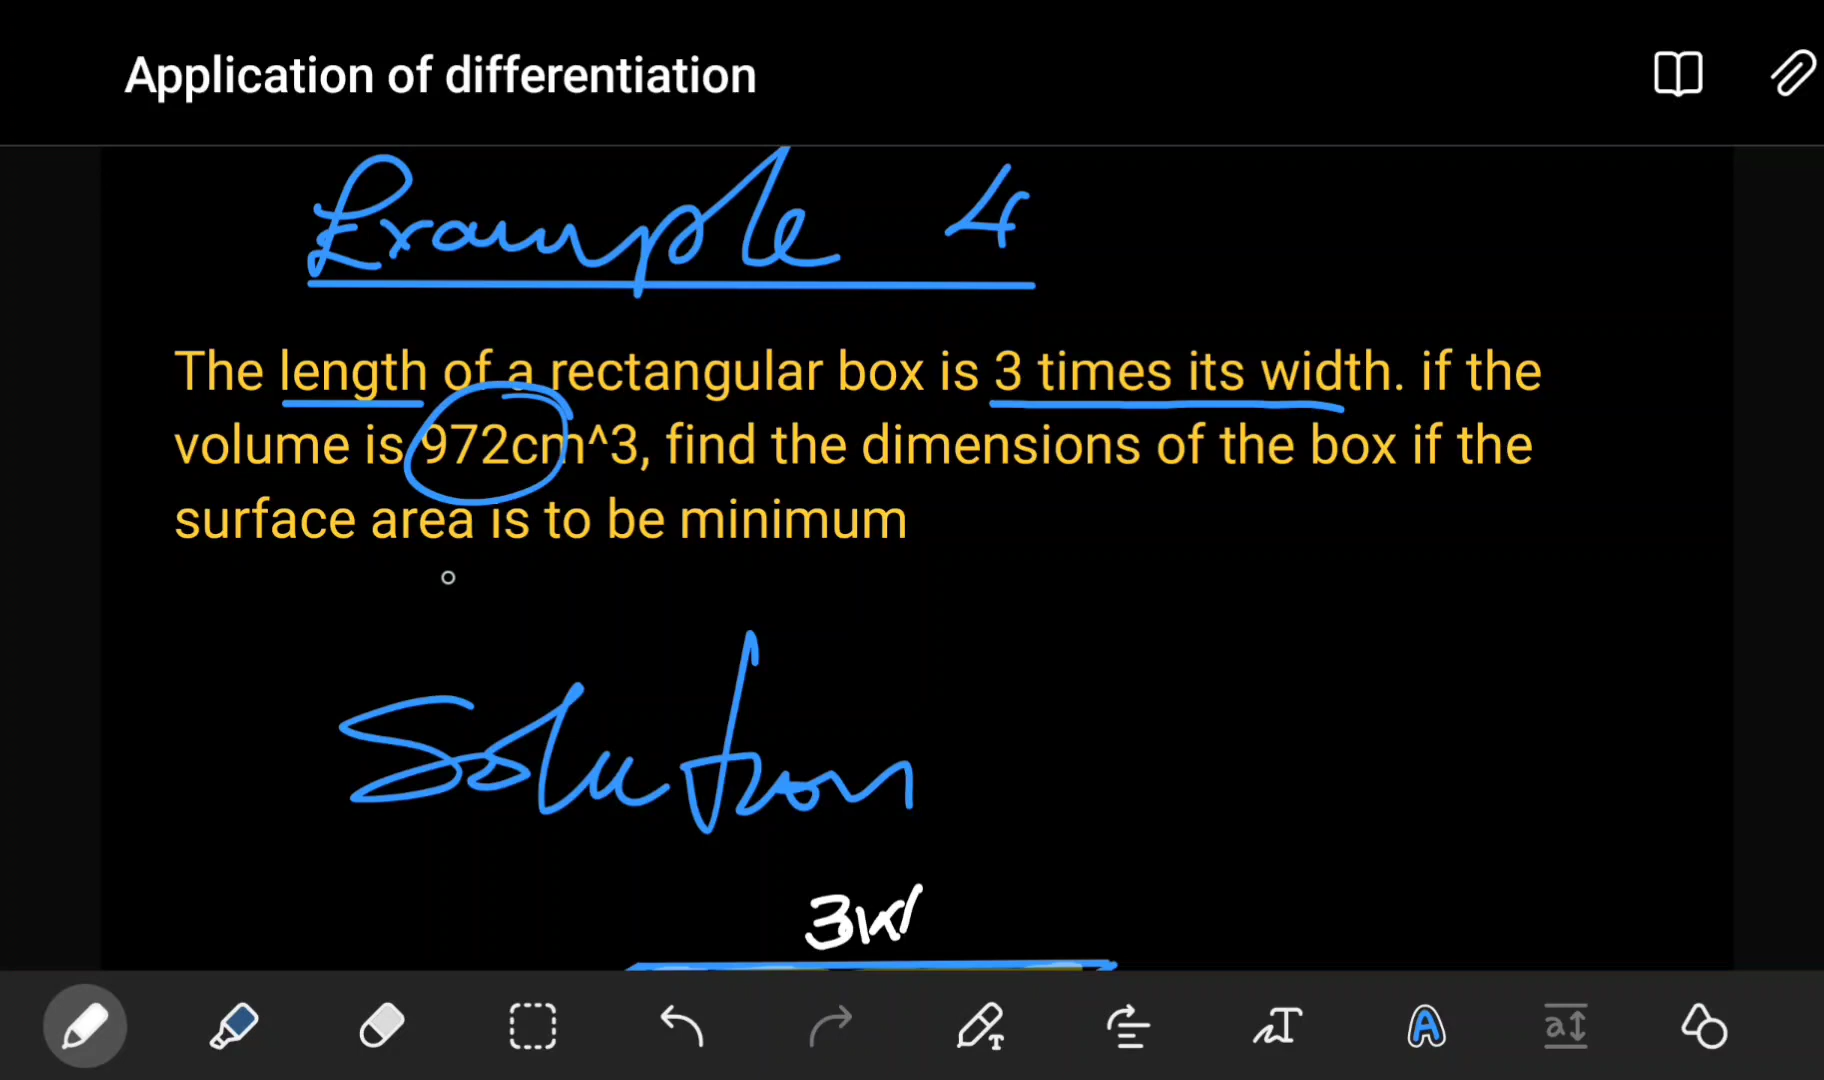 Application of differentiation
Example 4
The length of a rectangular box is 3 times its width. if the
volume is 972cm^3, find the dimensions of the box if the
surface area is to be minimum
Solution
3w